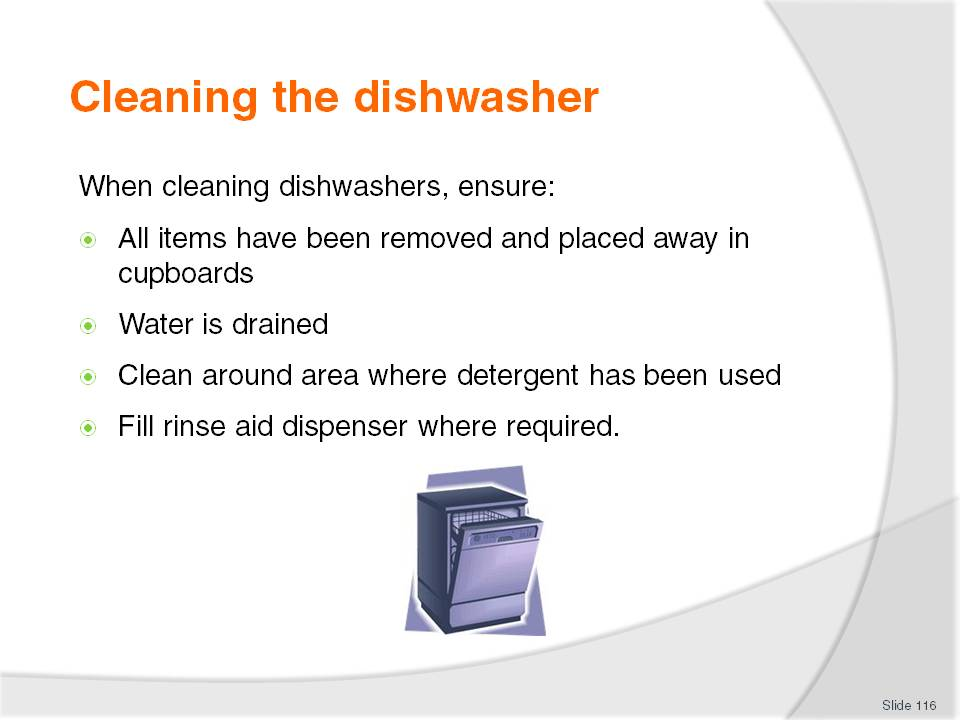 Cleaning the dishwasher
When cleaning dishwashers, ensure:
All items have been removed and placed away in
cupboards
Water is drained
Clean around area where detergent has been used
Fill rinse aid dispenser where required.
Slide 116